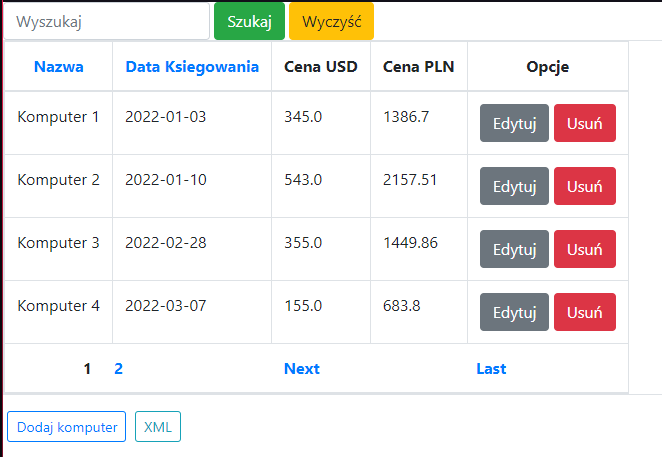 Wyszukaj Szukaj Wyczyść
Nazwa Data Ksiegowania Cena USD Cena PLN Opcje
Komputer 1 2022-01-03 345.0 1386.7 Edytuj Usuń
Komputer 2 2022-01-10 543.0 2157.51 Edytuj Usuń
Komputer 3 2022-02-28 355.0 1449.86 Edytuj Usuń
Komputer 4 2022-03-07 155.0 683.8 Edytuj Usuń
1 2 Next Last
Dodaj komputer XML